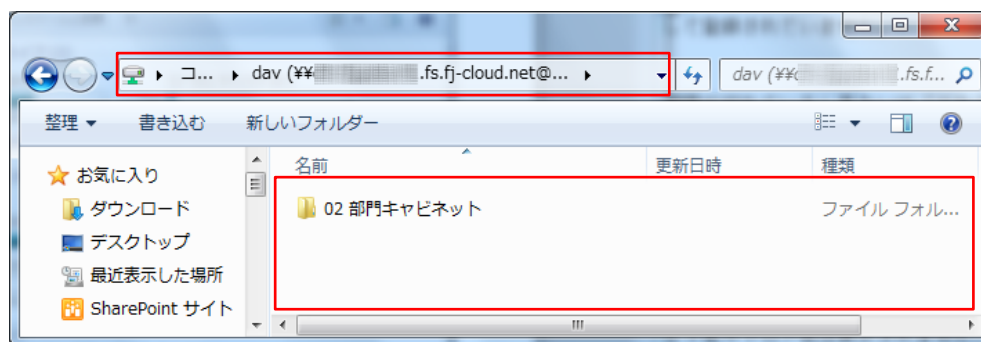 コ... dav (¥¥ .fs.fj-cloud.net@...
dav (¥¥ .fs.f...
整理 書き込む 新しいフォルダー
お気に入り
ダウンロード
デスクトップ
最近表示した場所
SharePoint サイト
名前 更新日時 種類
02 部門キャビネット ファイル フォル...